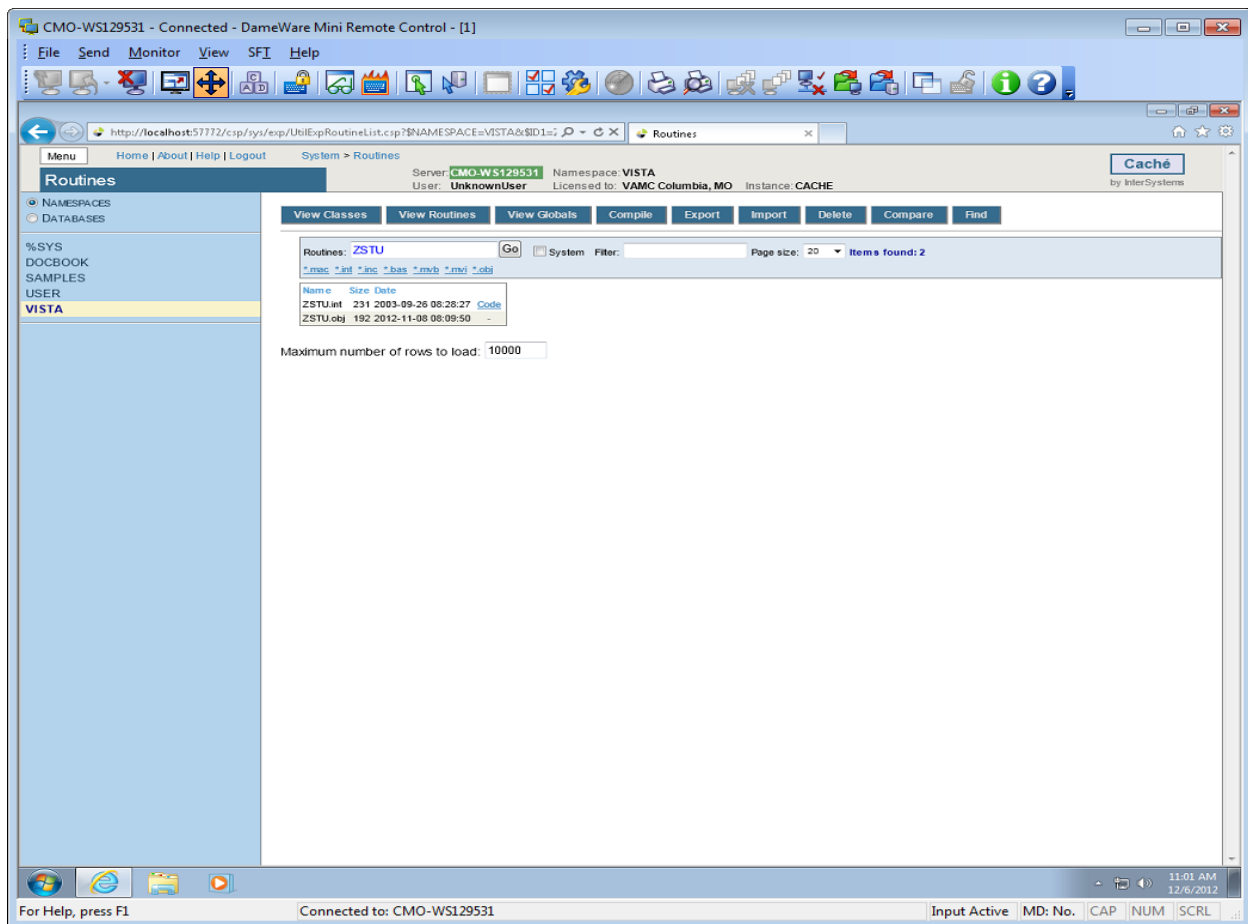 CMO-WS129531 - Connected - DameWare Mini Remote Control - [1]
File Send Monitor View SFT Help
http://localhost:57772/csp/sys/exp/UtilExpRoutineList.csp?$NAMESPACE=VISTA&$ID1=
Routines
Menu Home | About | Help | Logout System > Routines
Server: CMO-WS129531 Namespace: VISTA
User: UnknownUser Licensed to: VAMC Columbia, MO Instance: CACHE
Caché
by InterSystems
Routines
NAMESPACES
DATABASES
%SYS
DOCBOOK
SAMPLES
USER
VISTA
View Classes View Routines View Globals Compile Export Import Delete Compare Find
Routines: ZSTU Go System Filter: Page size: 20 Items found: 2
*.mac *.int *.inc *.bas *.mvb *.mvi *.obj
Name Size Date
ZSTU.int 231 2003-09-26 08:28:27 Code
ZSTU.obj 192 2012-11-08 08:09:50 -
Maximum number of rows to load: 10000
11:01 AM
12/6/2012
For Help, press F1 Connected to: CMO-WS129531 Input Active MD: No. CAP NUM SCRL